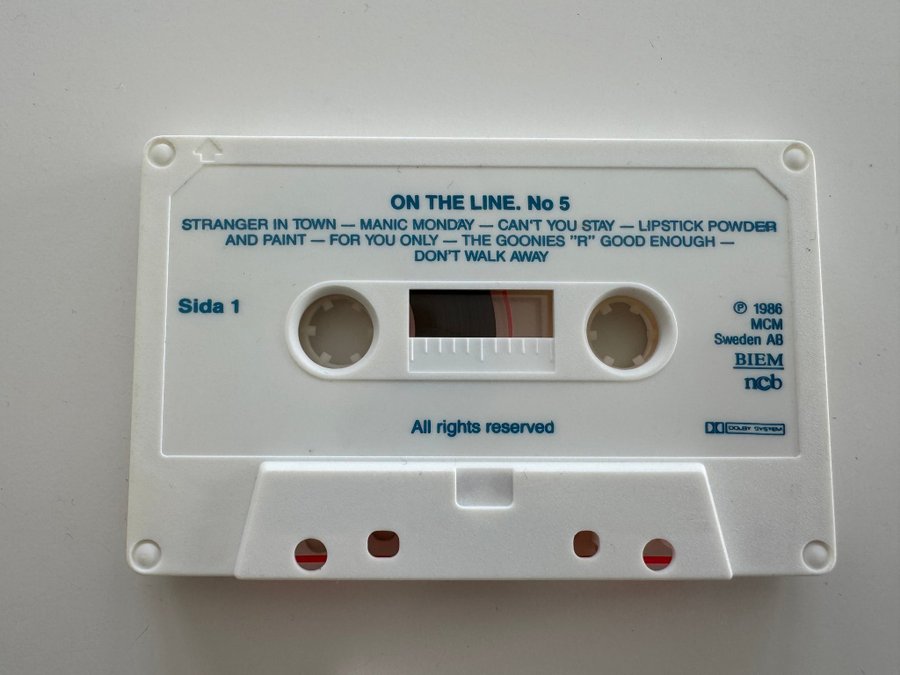 ON THE LINE. No 5
STRANGER IN TOWN — MANIC MONDAY — CAN'T YOU STAY — LIPSTICK POWDER
AND PAINT — FOR YOU ONLY — THE GOONIES ”R” GOOD ENOUGH —
DON'T WALK AWAY
Sida 1
℗ 1986
MCM
Sweden AB
BIEM
ncb
All rights reserved
DOLBY SYSTEM